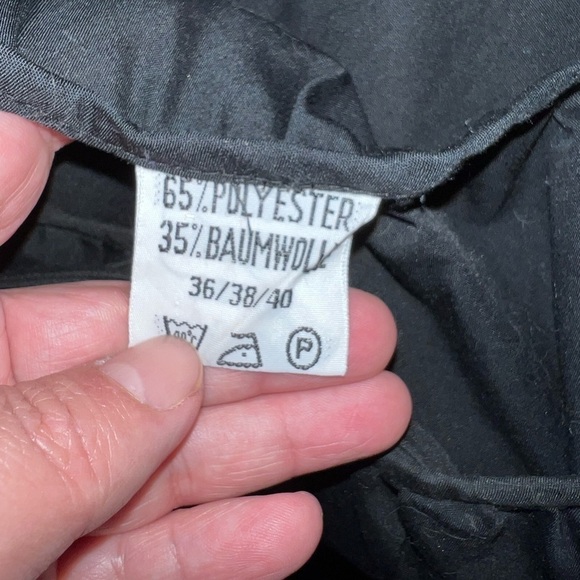 65% POLYESTER
35% BAUMWOLL
36/38/40
P